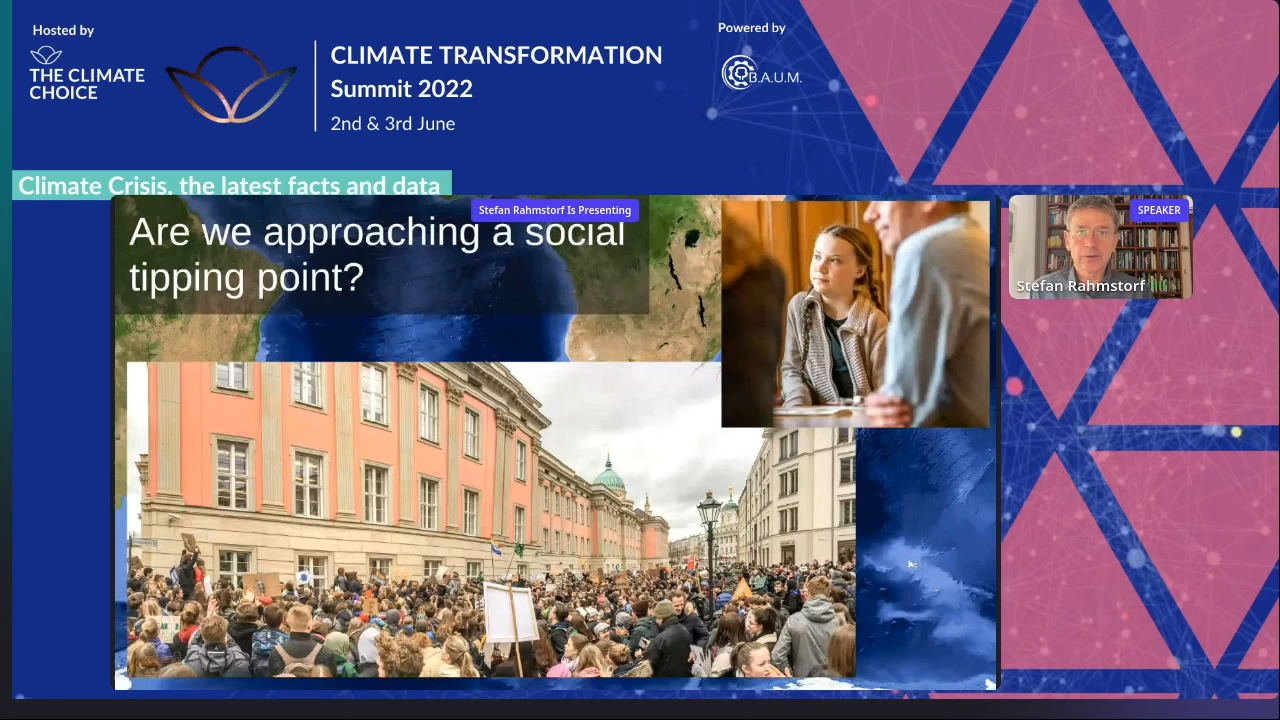 Hosted by
THE CLIMATE
CHOICE
CLIMATE TRANSFORMATION
Summit 2022
2nd & 3rd June
Powered by
B.A.U.M.
Climate Crisis, the latest facts and data
Stefan Rahmstorf Is Presenting
Are we approaching a social
tipping point?
SPEAKER
Stefan Rahmstorf